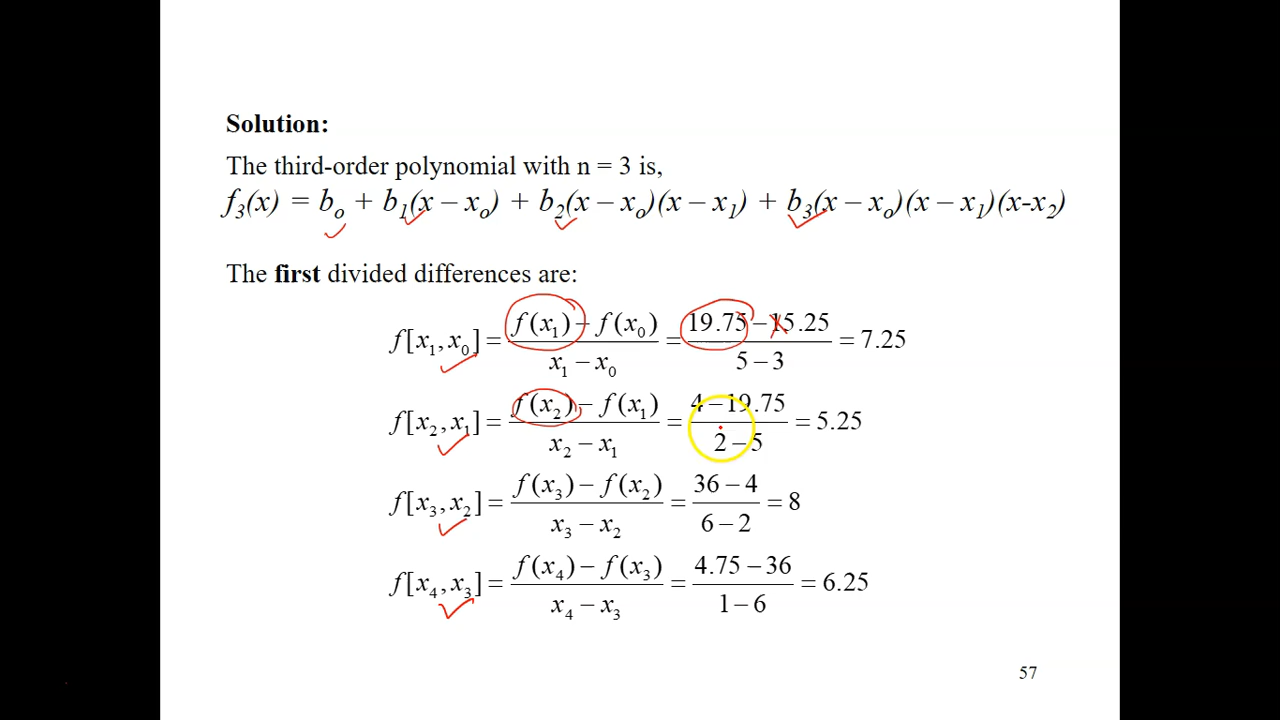 Solution:
The third-order polynomial with n = 3 is,
f₃(x) = bₒ + b₁(x – xₒ) + b₂(x – xₒ)(x – x₁) + b₃(x – xₒ)(x – x₁)(x-x₂)
The first divided differences are:
f[x₁,x₀] = (f(x₁) – f(x₀)) / (x₁ – x₀) = (19.75 – 15.25) / (5 – 3) = 7.25
f[x₂,x₁] = (f(x₂) – f(x₁)) / (x₂ – x₁) = (4 – 19.75) / (2 – 5) = 5.25
f[x₃,x₂] = (f(x₃) – f(x₂)) / (x₃ – x₂) = (36 – 4) / (6 – 2) = 8
f[x₄,x₃] = (f(x₄) – f(x₃)) / (x₄ – x₃) = (4.75 – 36) / (1 – 6) = 6.25
57